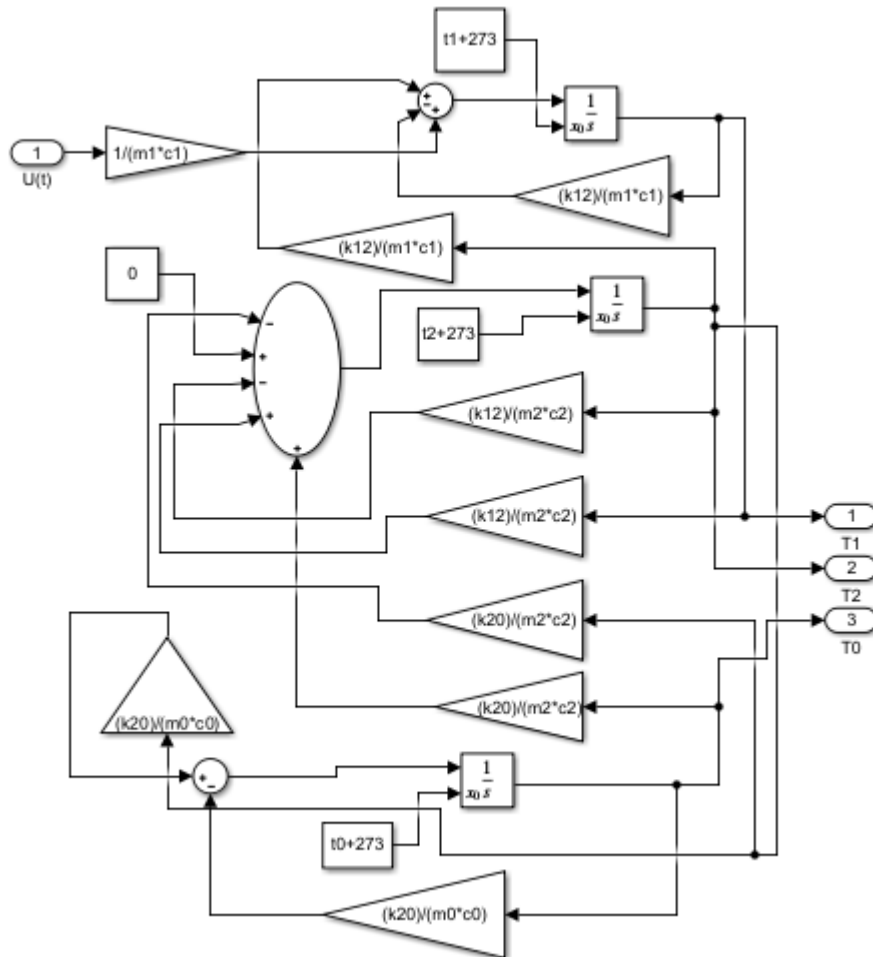 t1+273
+
−
+
1
s
x₀
1
U(t)
1/(m1*c1)
(k12)/(m1*c1)
(k12)/(m1*c1)
0
−
+
−
+
+
t2+273
1
s
x₀
(k12)/(m2*c2)
(k12)/(m2*c2)
1
T1
2
T2
(k20)/(m2*c2)
3
T0
(k20)/(m2*c2)
(k20)/(m0*c0)
+
−
1
s
x₀
t0+273
(k20)/(m0*c0)